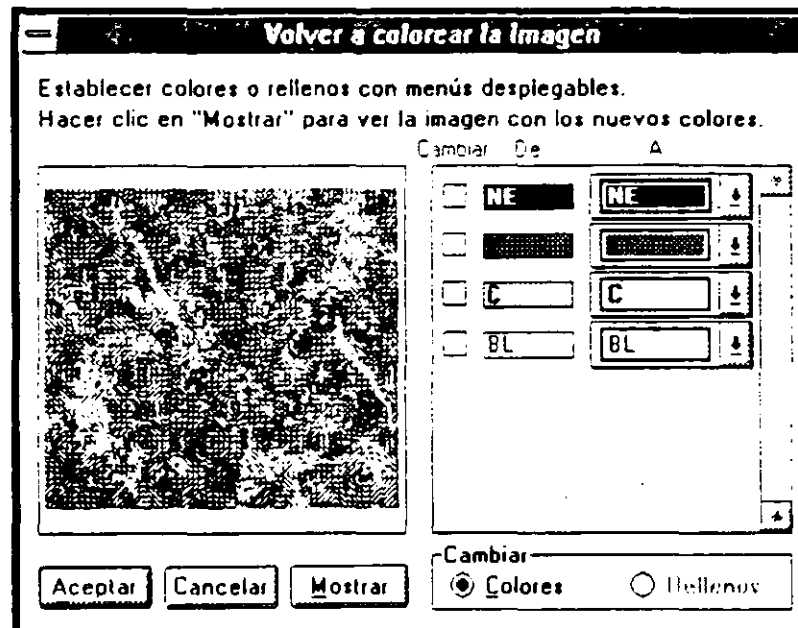 Volver a colorear la imagen
Establecer colores o rellenos con menús desplegables.
Hacer clic en "Mostrar" para ver la imagen con los nuevos colores.
Cambiar De A
NE NE
C C
BL BL
Cambiar
Aceptar Cancelar Mostrar Colores Rellenos